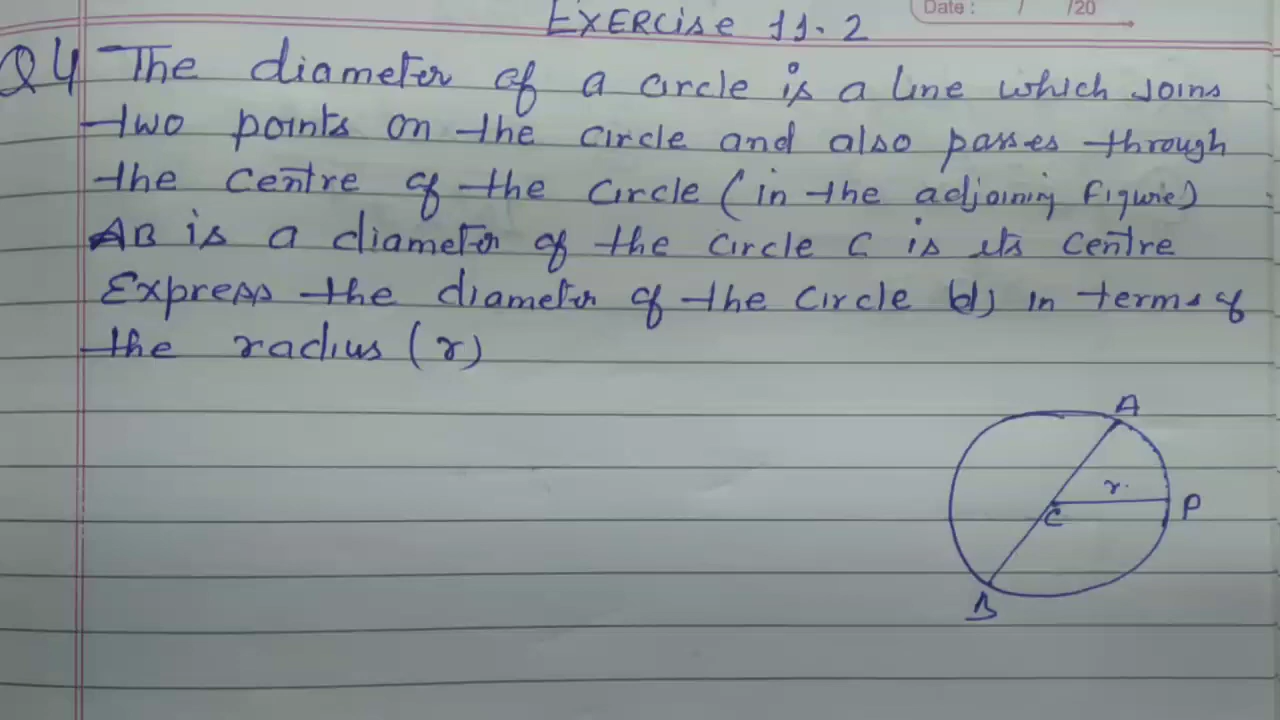 Date : / /20
EXERCise 11.2
Q4 The diameter of a circle is a line which Joins
two points on the circle and also passes through
the centre of the circle (in the adjoining figure)
AB is a diameter of the circle C is its centre
Express the diameter of the circle (d) in terms of
the radius (r)
A
r.
C
P
B